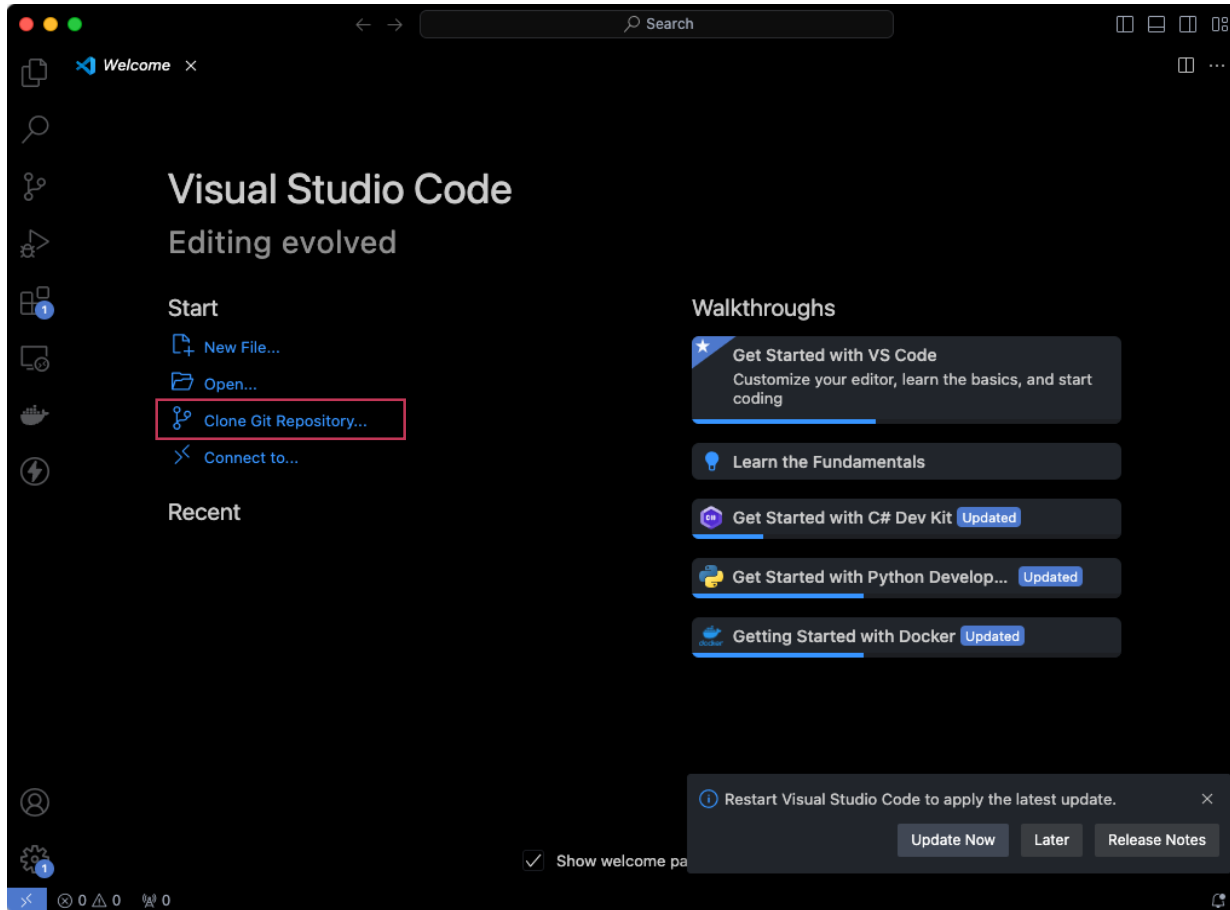 Search
Welcome
Visual Studio Code
Editing evolved
Start
New File...
Open...
Clone Git Repository...
Connect to...
Recent
Walkthroughs
Get Started with VS Code
Customize your editor, learn the basics, and start
coding
Learn the Fundamentals
Get Started with C# Dev Kit Updated
Get Started with Python Develop... Updated
Getting Started with Docker Updated
Restart Visual Studio Code to apply the latest update.
Update Now Later Release Notes
Show welcome pa
1
1
0 0 0